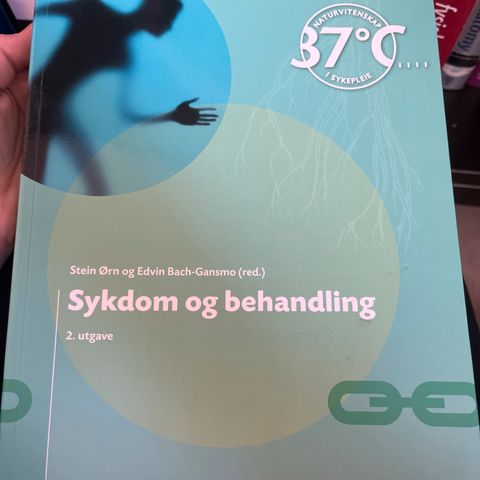 NATURVITENSKAP
37°C....
I SYKEPLEIE
Stein Ørn og Edvin Bach-Gansmo (red.)
Sykdom og behandling
2. utgave